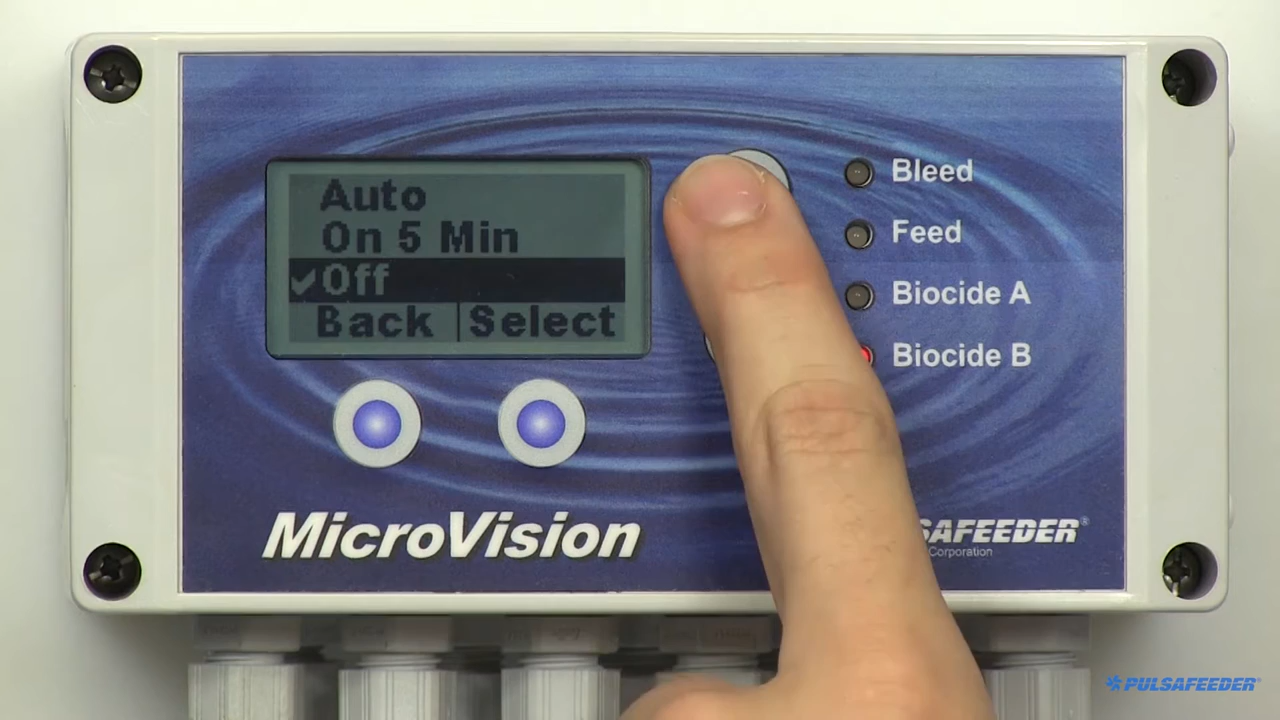 Auto
On 5 Min
✓Off
Back Select
Bleed
Feed
Biocide A
Biocide B
MicroVision
SAFEEDER®
Corporation
PULSAFEEDER®